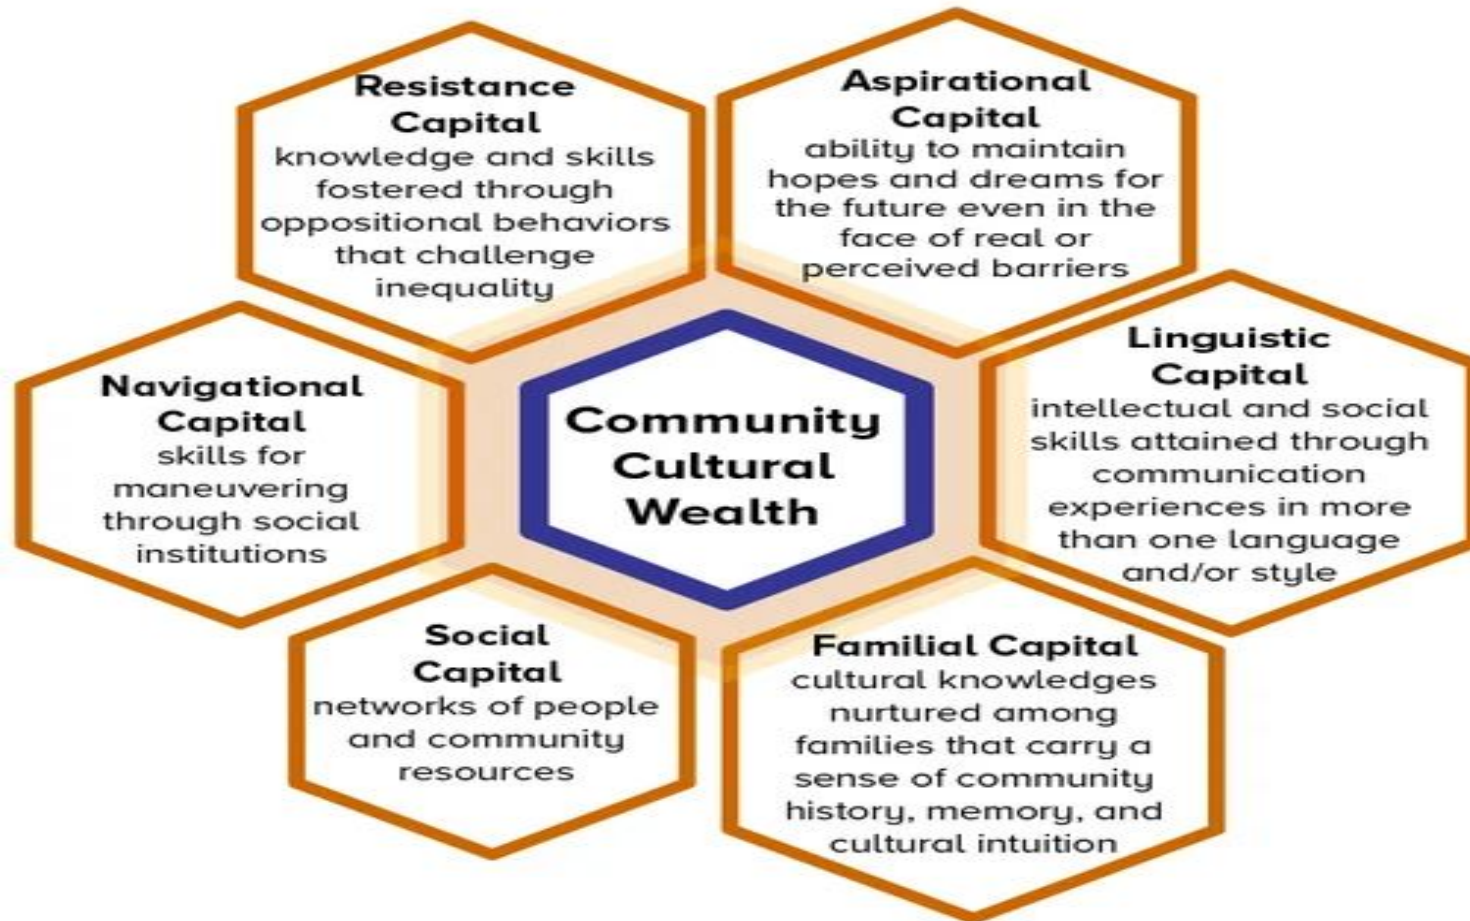 Resistance
Capital
knowledge and skills
fostered through
oppositional behaviors
that challenge
inequality
Aspirational
Capital
ability to maintain
hopes and dreams for
the future even in the
face of real or
perceived barriers
Navigational
Capital
skills for
maneuvering
through social
institutions
Community
Cultural
Wealth
Linguistic
Capital
intellectual and social
skills attained through
communication
experiences in more
than one language
and/or style
Social
Capital
networks of people
and community
resources
Familial Capital
cultural knowledges
nurtured among
families that carry a
sense of community
history, memory, and
cultural intuition